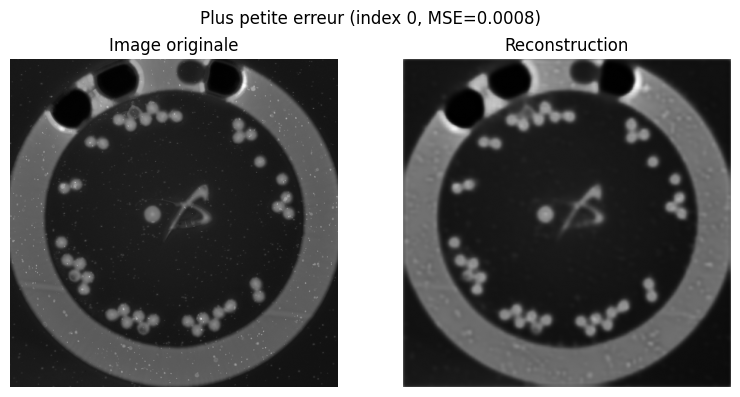 Plus petite erreur (index 0, MSE=0.0008)
Image originale
Reconstruction